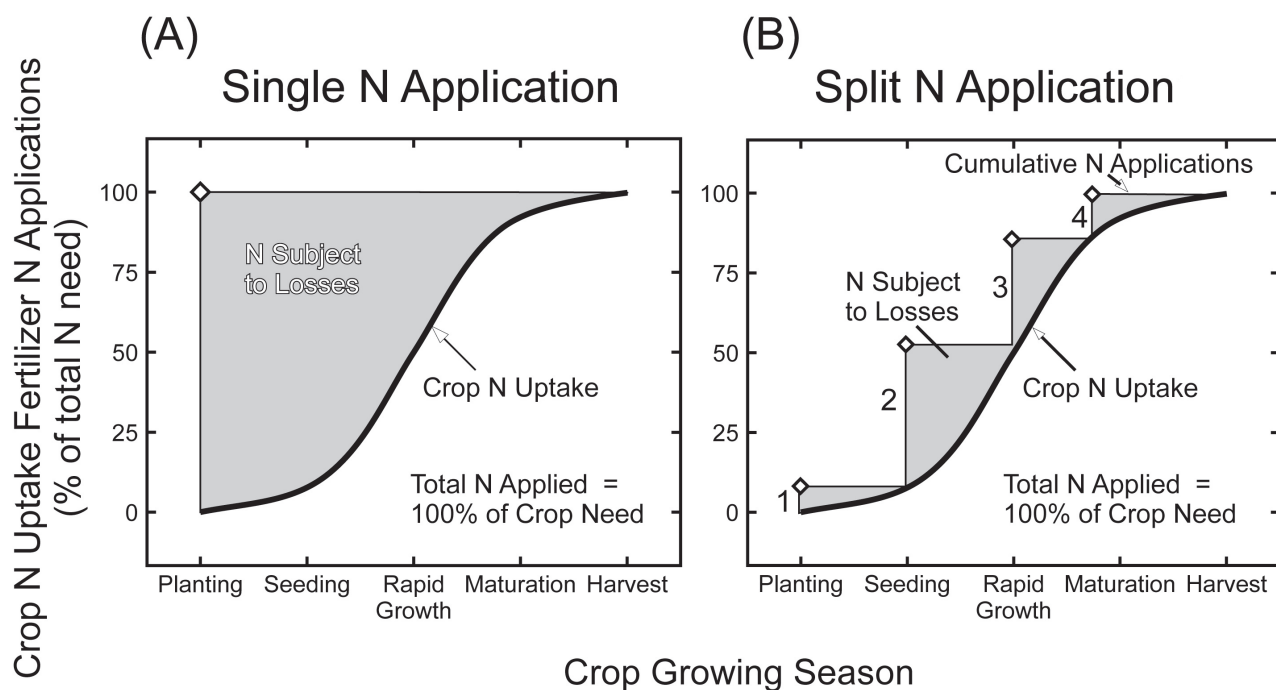 (A)
Single N Application
Crop N Uptake Fertilizer N Applications
(% of total N need)
100
75
50
25
0
N Subject
to Losses
Crop N Uptake
Total N Applied =
100% of Crop Need
Planting
Seeding
Rapid
Growth
Maturation
Harvest
(B)
Split N Application
Cumulative N Applications
100
75
50
25
0
4
3
2
1
N Subject
to Losses
Crop N Uptake
Total N Applied =
100% of Crop Need
Planting
Seeding
Rapid
Growth
Maturation
Harvest
Crop Growing Season